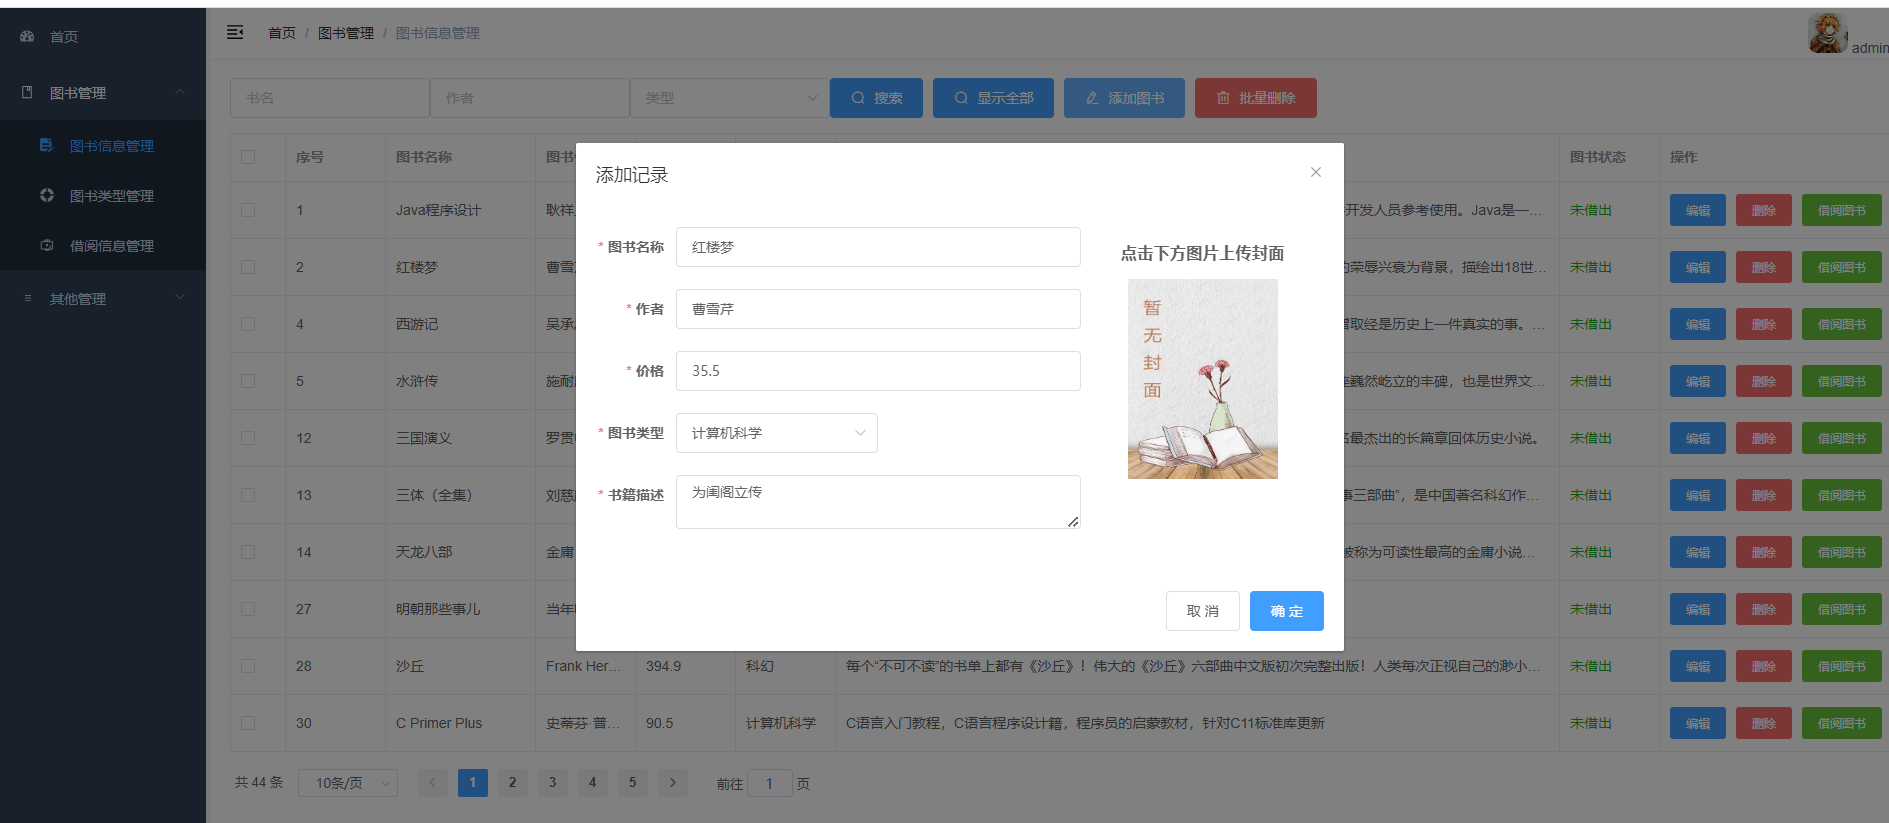 首页
图书管理
图书信息管理
图书类型管理
借阅信息管理
其他管理
首页 / 图书管理 / 图书信息管理
admin
书名 作者 类型 搜索 显示全部 添加图书 批量删除
序号 图书名称 图书 图书状态 操作
添加记录
1 Java程序设计 耿祥 开发人员参考使用。Java是一… 未借出 编辑 删除 借阅图书
* 图书名称 红楼梦
点击下方图片上传封面
暂无封面
2 红楼梦 曹雪 的荣辱兴衰为背景，描绘出18世… 未借出 编辑 删除 借阅图书
* 作者 曹雪芹
4 西游记 吴承 取经是历史上一件真实的事。… 未借出 编辑 删除 借阅图书
* 价格 35.5
5 水浒传 施耐 巍然屹立的丰碑，也是世界文… 未借出 编辑 删除 借阅图书
* 图书类型 计算机科学
12 三国演义 罗贯 名最杰出的长篇章回体历史小说。 未借出 编辑 删除 借阅图书
* 书籍描述 为闺阁立传
13 三体（全集） 刘慈 事三部曲”，是中国著名科幻作… 未借出 编辑 删除 借阅图书
14 天龙八部 金庸 被称为可读性最高的金庸小说… 未借出 编辑 删除 借阅图书
27 明朝那些事儿 当年 未借出 编辑 删除 借阅图书
取 消 确 定
28 沙丘 Frank Her… 394.9 科幻 每个“不可不读”的书单上都有《沙丘》！伟大的《沙丘》六部曲中文版初次完整出版！人类每次正视自己的渺小… 未借出 编辑 删除 借阅图书
30 C Primer Plus 史蒂芬·普… 90.5 计算机科学 C语言入门教程，C语言程序设计籍，程序员的启蒙教材，针对C11标准库更新 未借出 编辑 删除 借阅图书
共 44 条 10条/页 1 2 3 4 5 前往 1 页